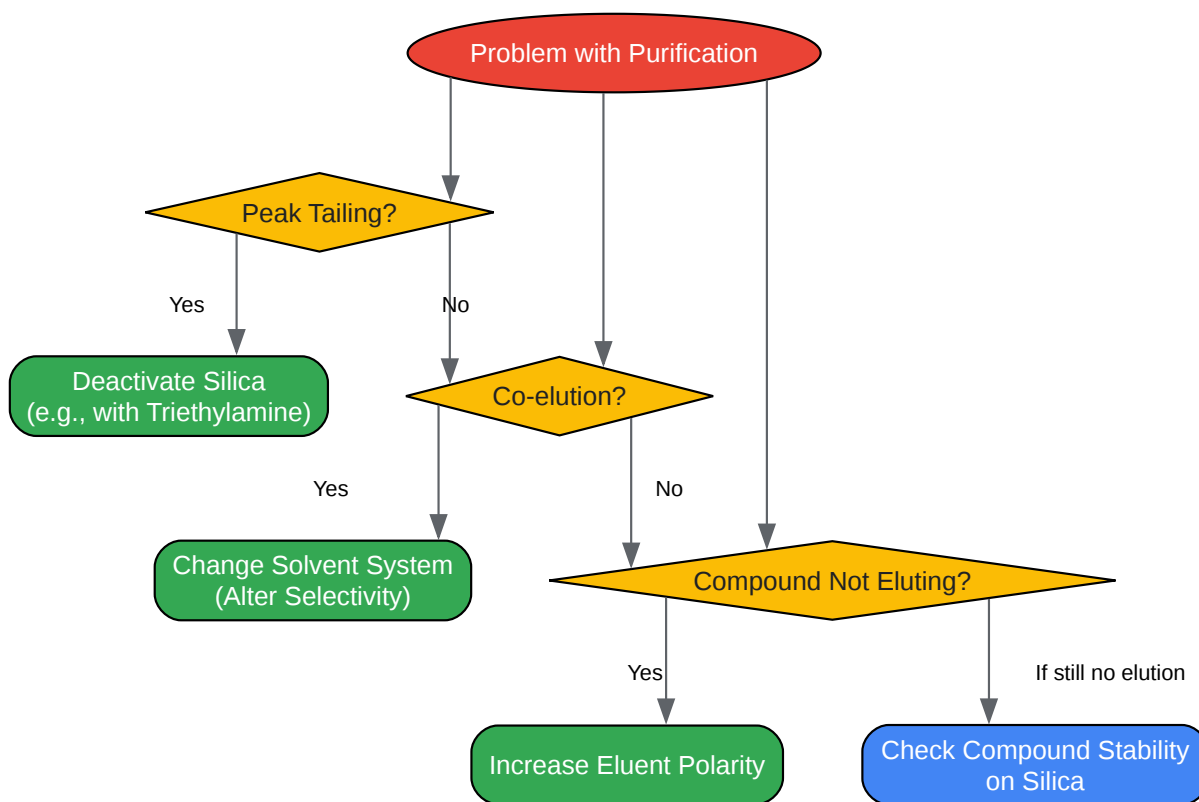 Problem with Purification
Peak Tailing?
Yes
No
Deactivate Silica
(e.g., with Triethylamine)
Co-elution?
Yes
No
Change Solvent System
(Alter Selectivity)
Compound Not Eluting?
Yes
If still no elution
Increase Eluent Polarity
Check Compound Stability
on Silica